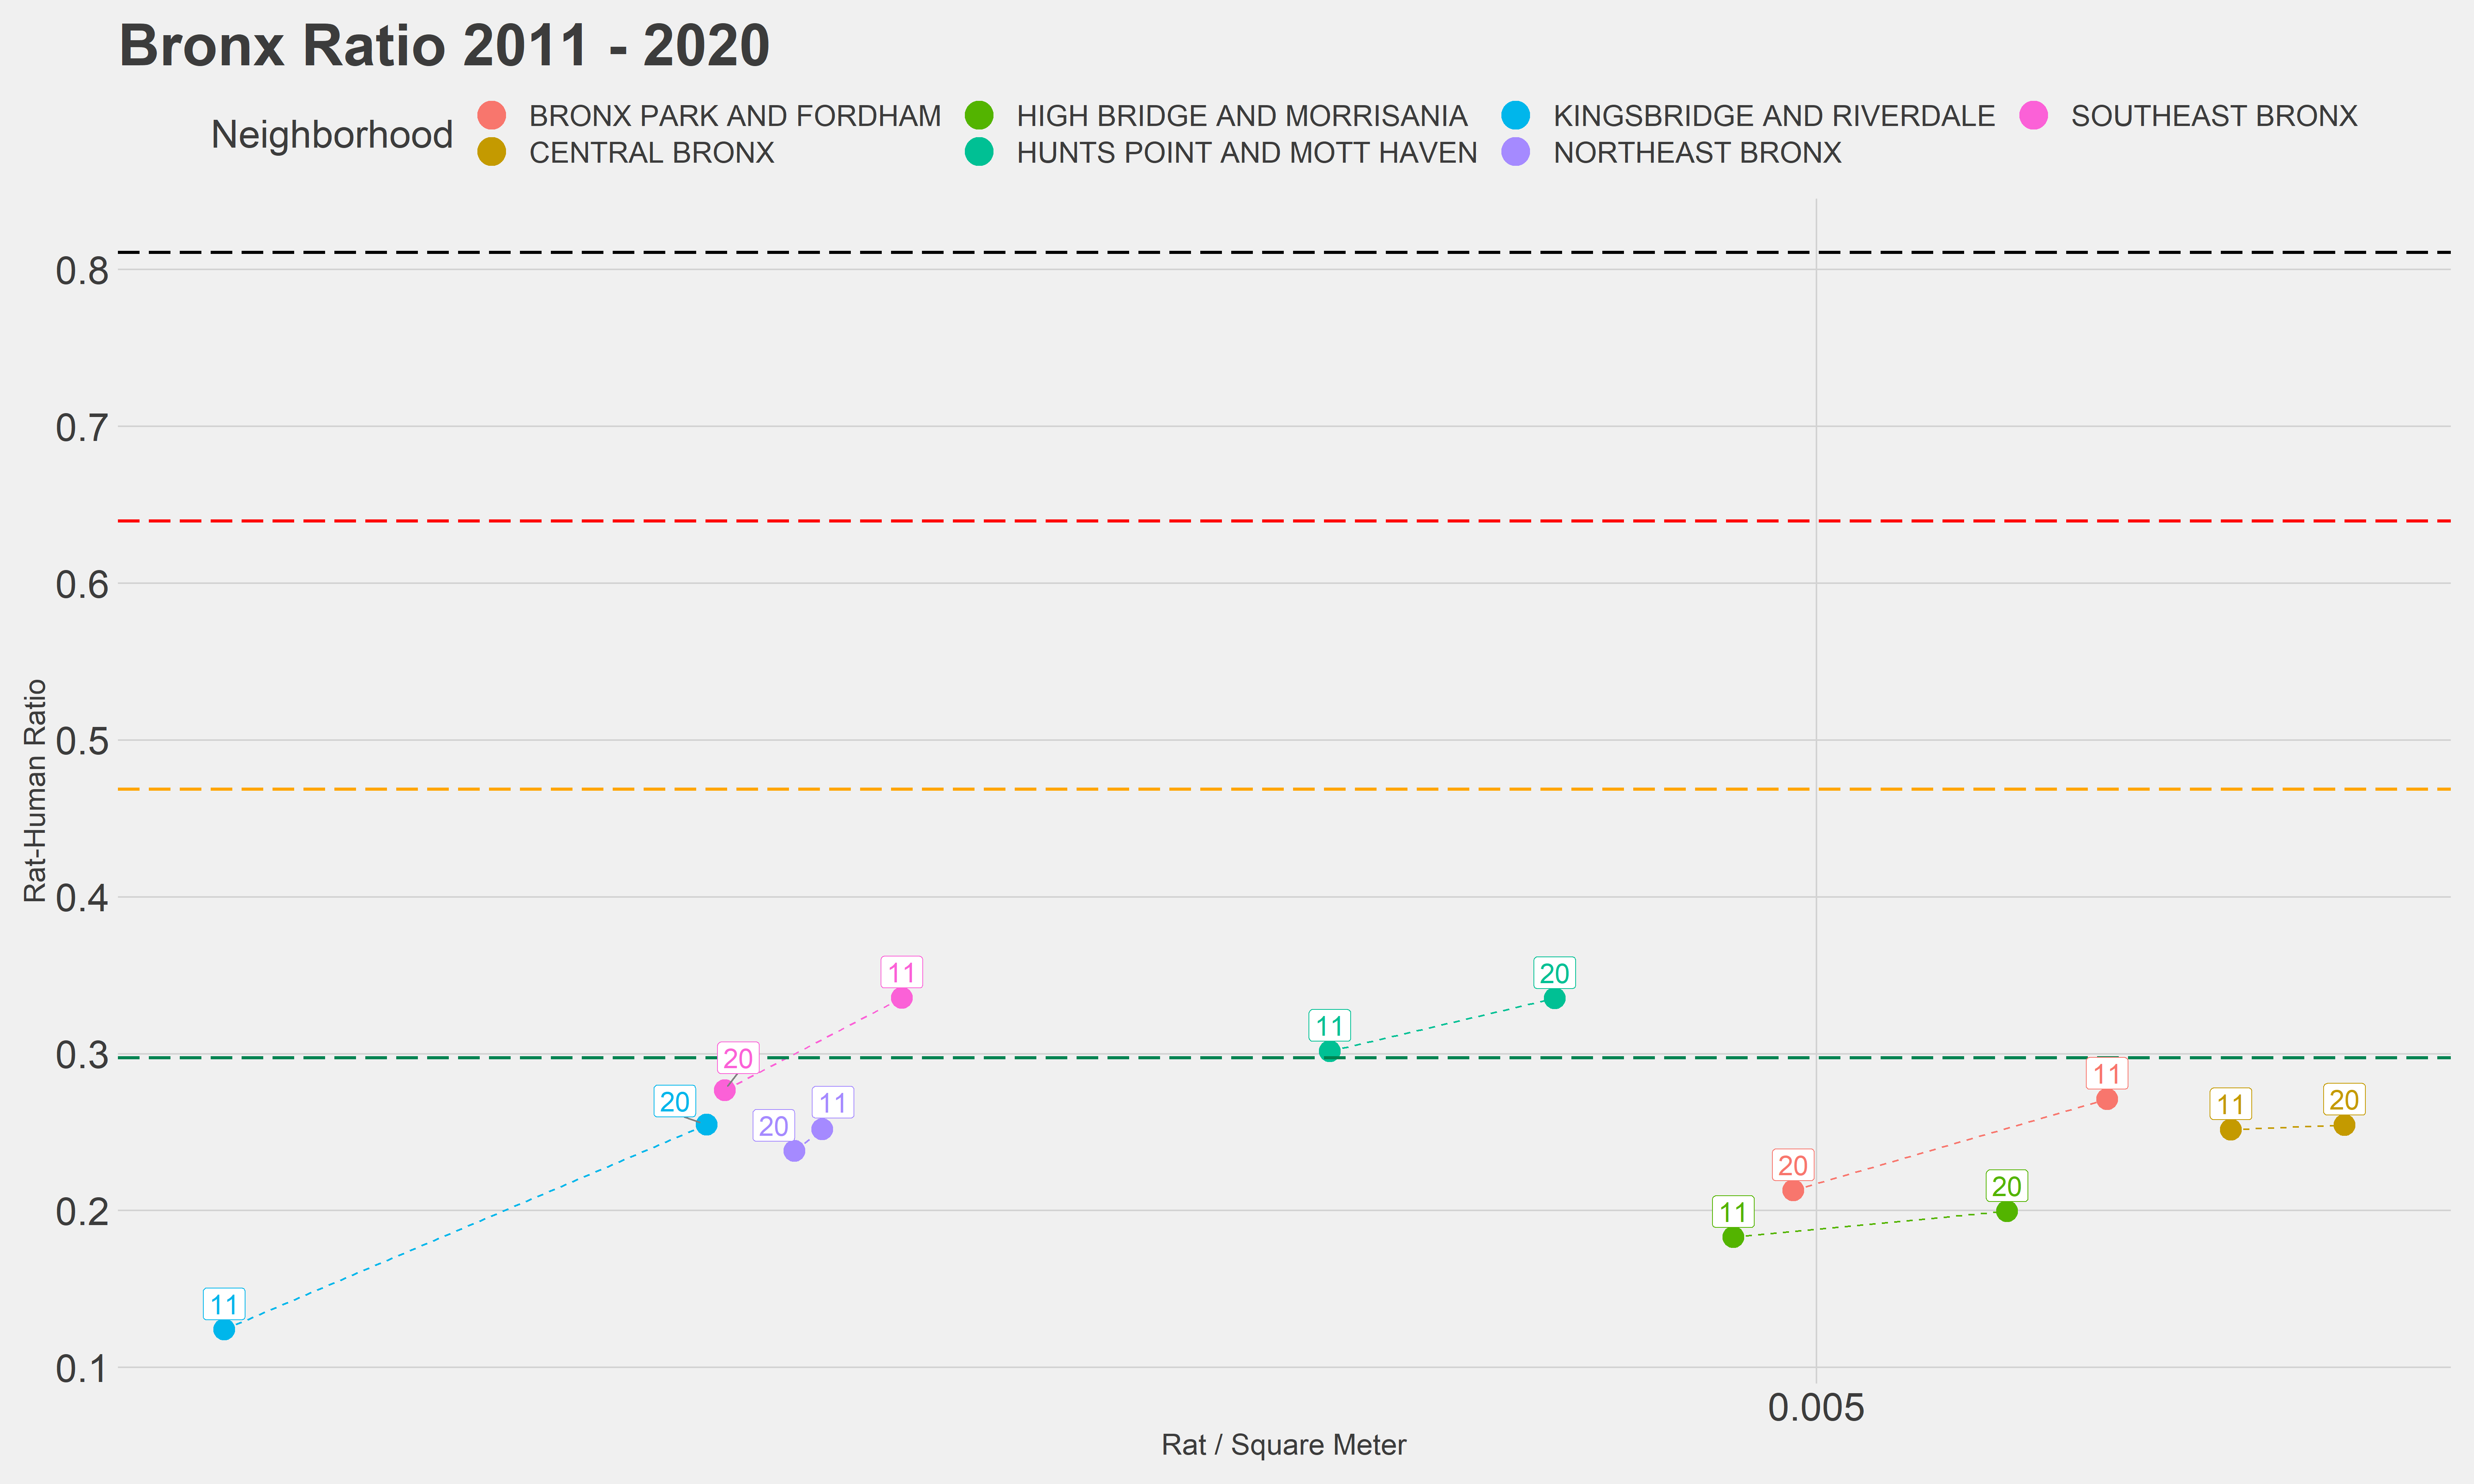 Bronx Ratio 2011 - 2020
Neighborhood
BRONX PARK AND FORDHAM
HIGH BRIDGE AND MORRISANIA
KINGSBRIDGE AND RIVERDALE
SOUTHEAST BRONX
CENTRAL BRONX
HUNTS POINT AND MOTT HAVEN
NORTHEAST BRONX
0.8
0.7
0.6
0.5
0.4
0.3
0.2
0.1
Rat-Human Ratio
11
11
20
20
20
20
11
11
20
11
20
11
20
11
0.005
Rat / Square Meter